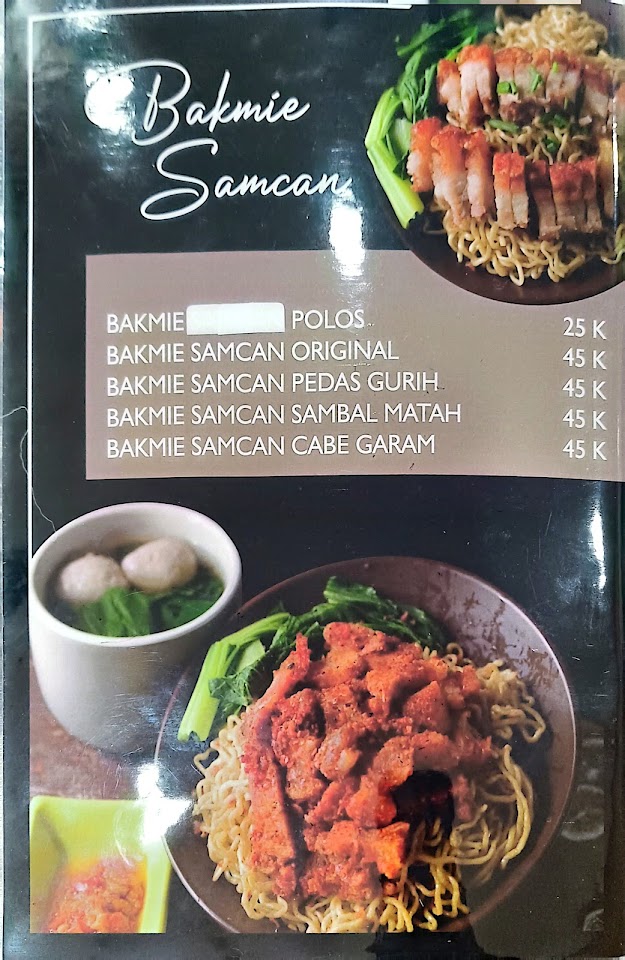 Bakmie
Samcan
BAKMIE POLOS 25 K
BAKMIE SAMCAN ORIGINAL 45 K
BAKMIE SAMCAN PEDAS GURIH 45 K
BAKMIE SAMCAN SAMBAL MATAH 45 K
BAKMIE SAMCAN CABE GARAM 45 K